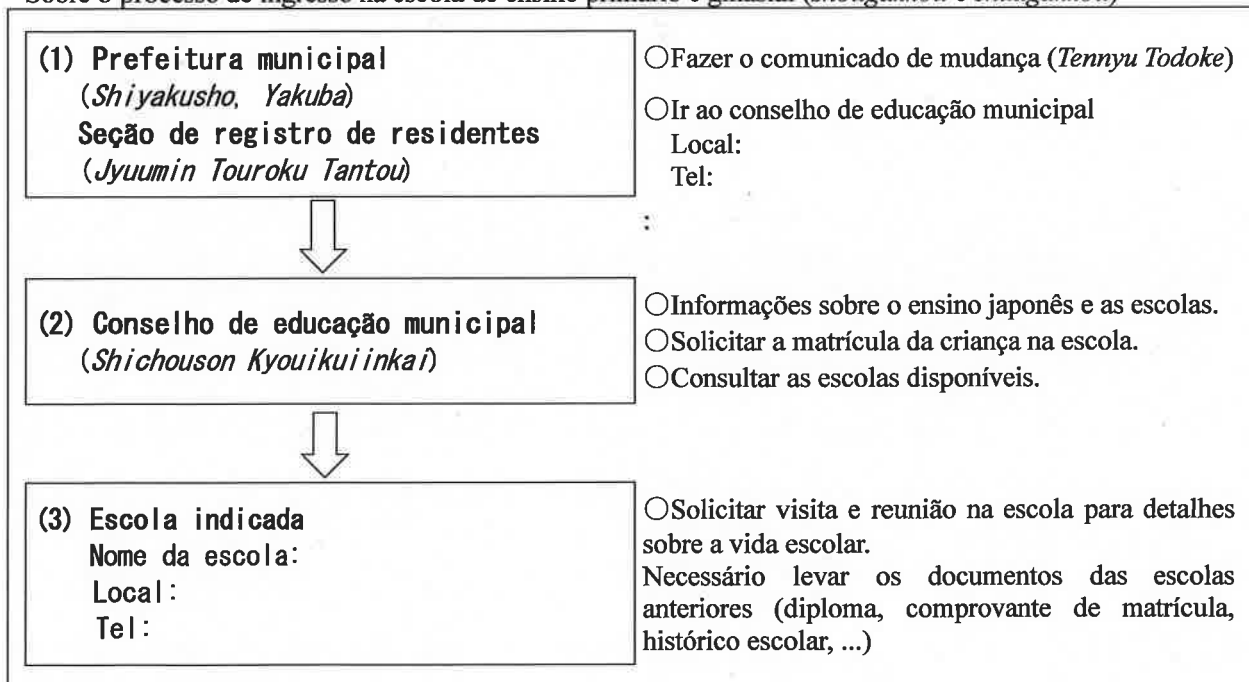 (1) Prefeitura municipal
(Shiyakusho, Yakuba)
Seção de registro de residentes
(Jyuumin Touroku Tantou)
○Fazer o comunicado de mudança (Tennyu Todoke)
○Ir ao conselho de educação municipal
Local:
Tel:
:
(2) Conselho de educação municipal
(Shichouson Kyouikuiinkai)
○Informações sobre o ensino japonês e as escolas.
○Solicitar a matrícula da criança na escola.
○Consultar as escolas disponíveis.
(3) Escola indicada
Nome da escola:
Local:
Tel:
○Solicitar visita e reunião na escola para detalhes
sobre a vida escolar.
Necessário levar os documentos das escolas
anteriores (diploma, comprovante de matrícula,
histórico escolar, ...)